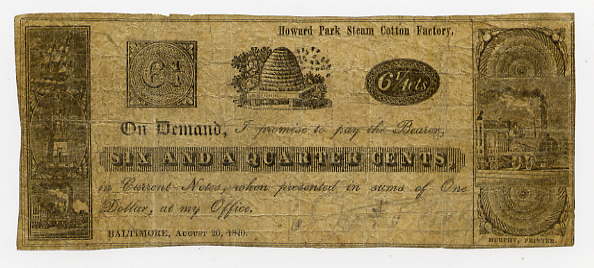 Howard Park Steam Cotton Factory.
6¼
6¼cts
On Demand, I promise to pay the Bearer,
SIX AND A QUARTER CENTS,
in Current Notes, when presented in sums of One
Dollar, at my Office.
BALTIMORE, August 20, 1840.
MURPHY, PRINTER.